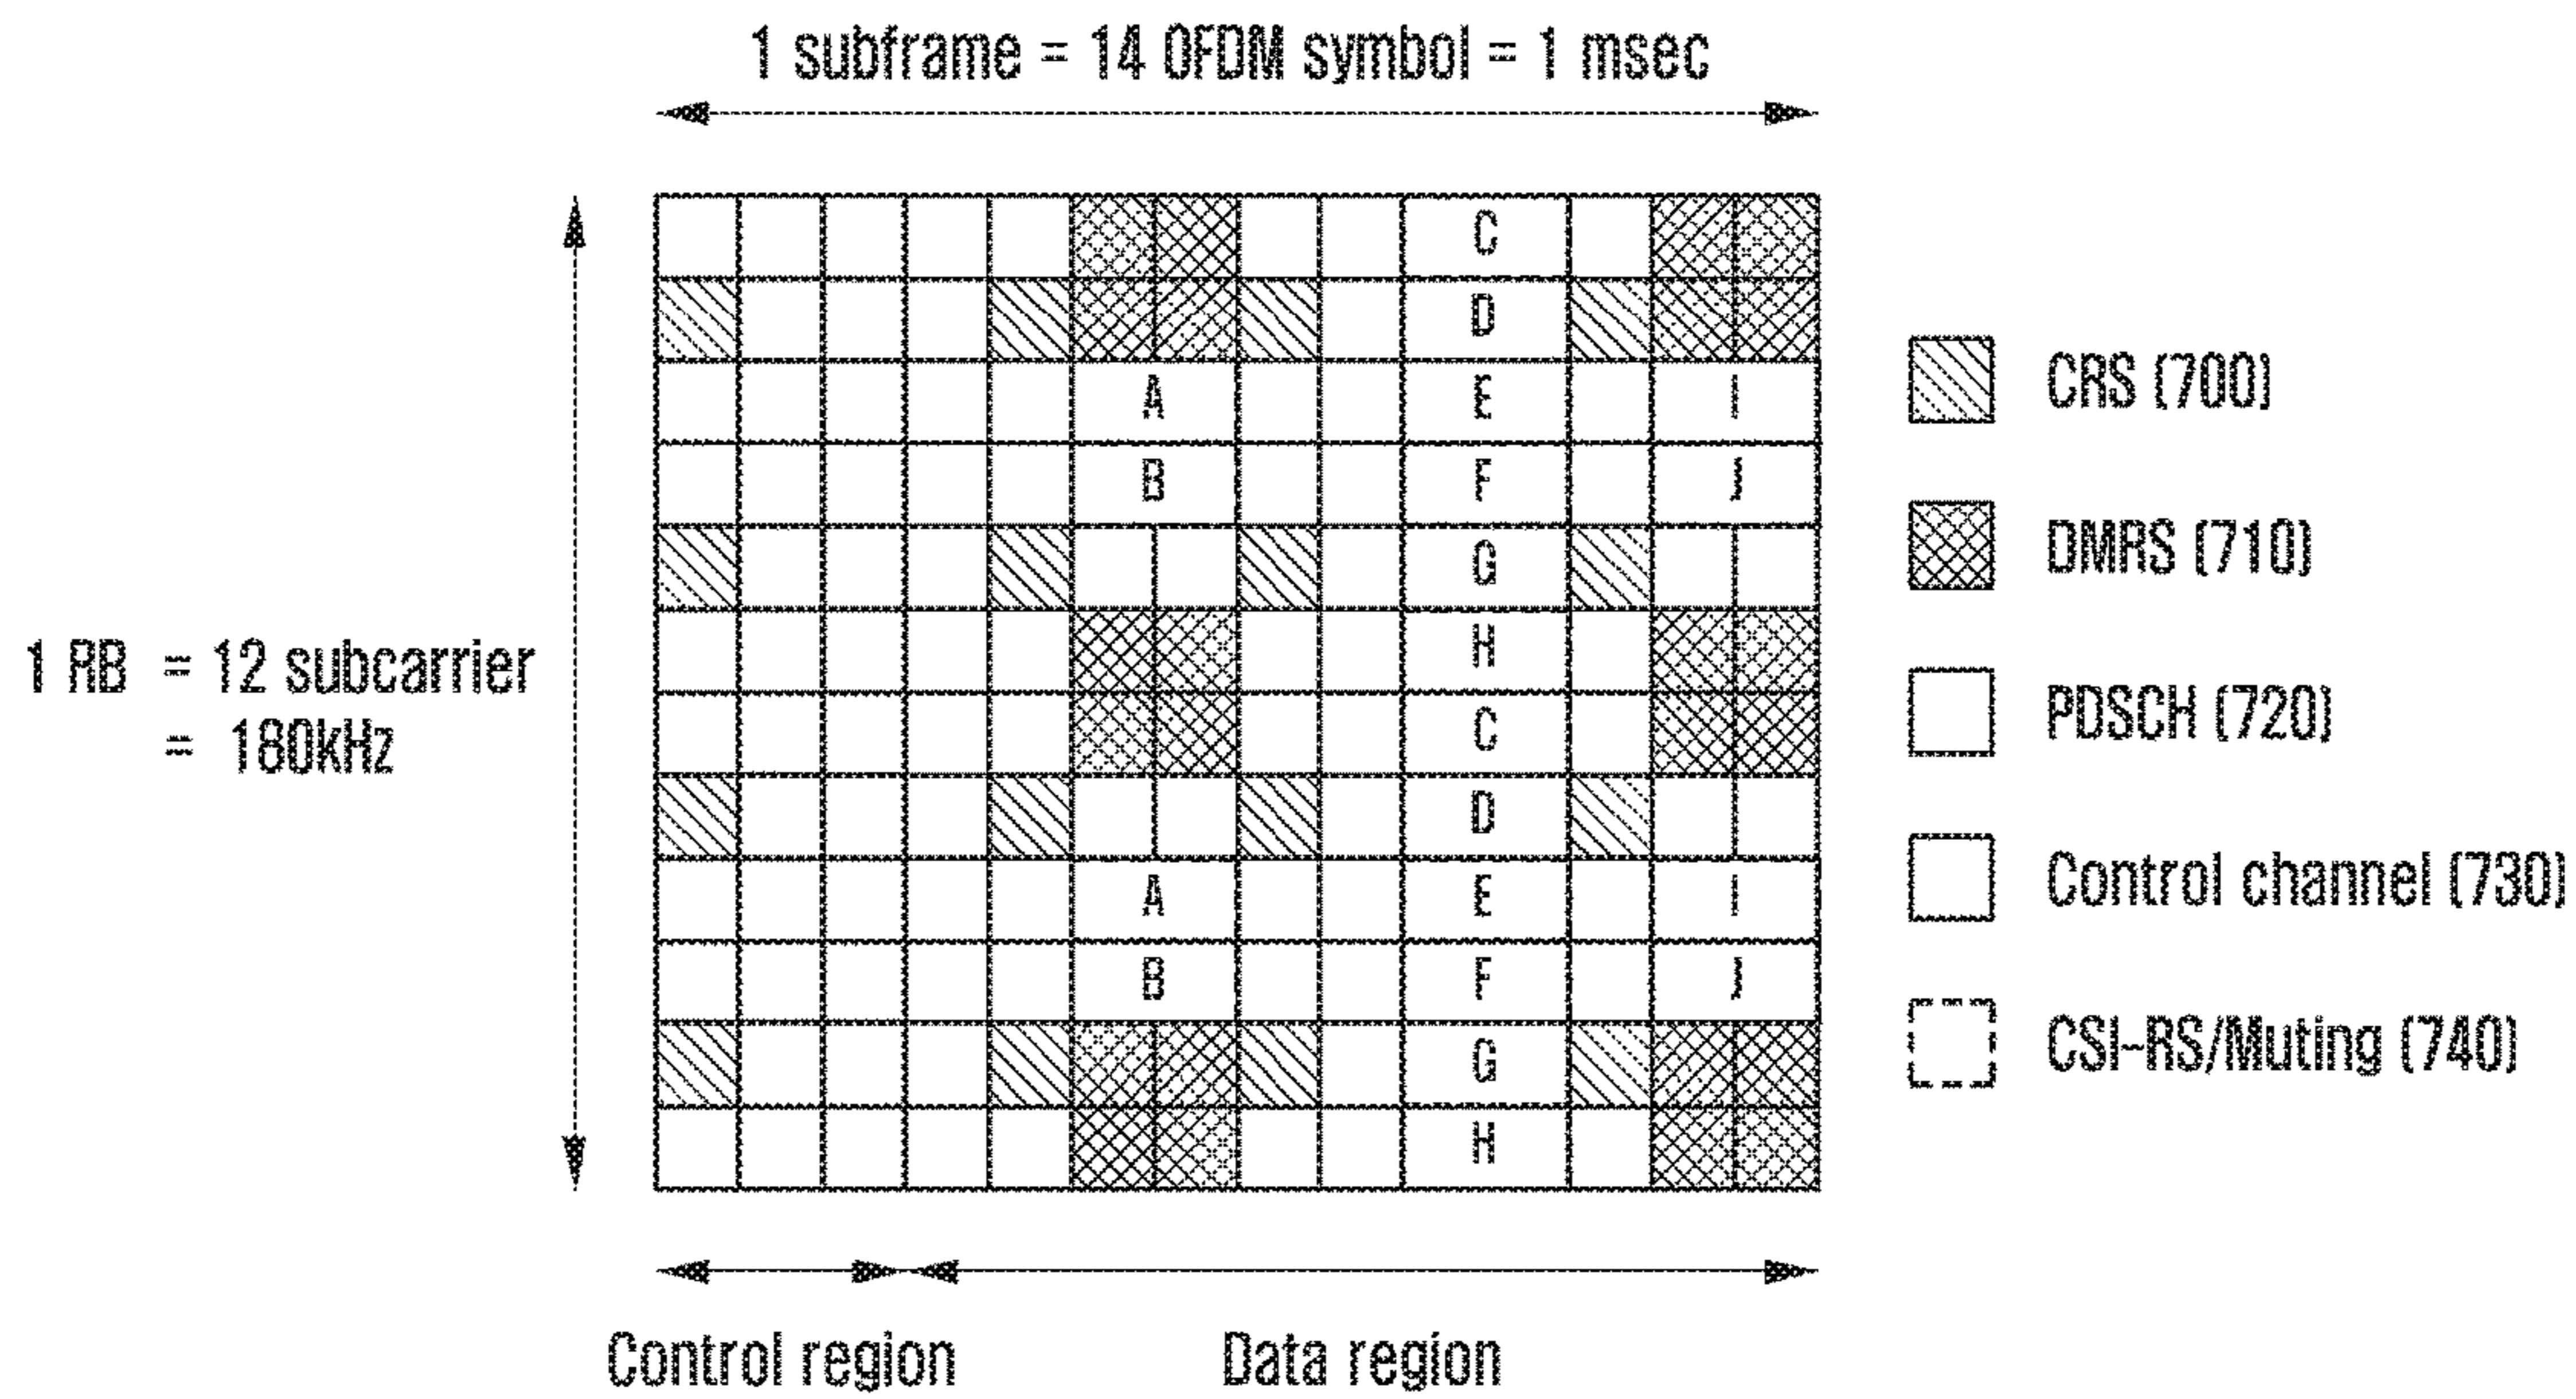 1 subframe = 14 OFDM symbol = 1 msec
C
D
A E I
B F J
G
H
C
D
A E I
B F J
G
H
1 RB = 12 subcarrier
= 180kHz
CRS (700)
DMRS (710)
PDSCH (720)
Control channel (730)
CSI-RS/Muting (740)
Control region Data region